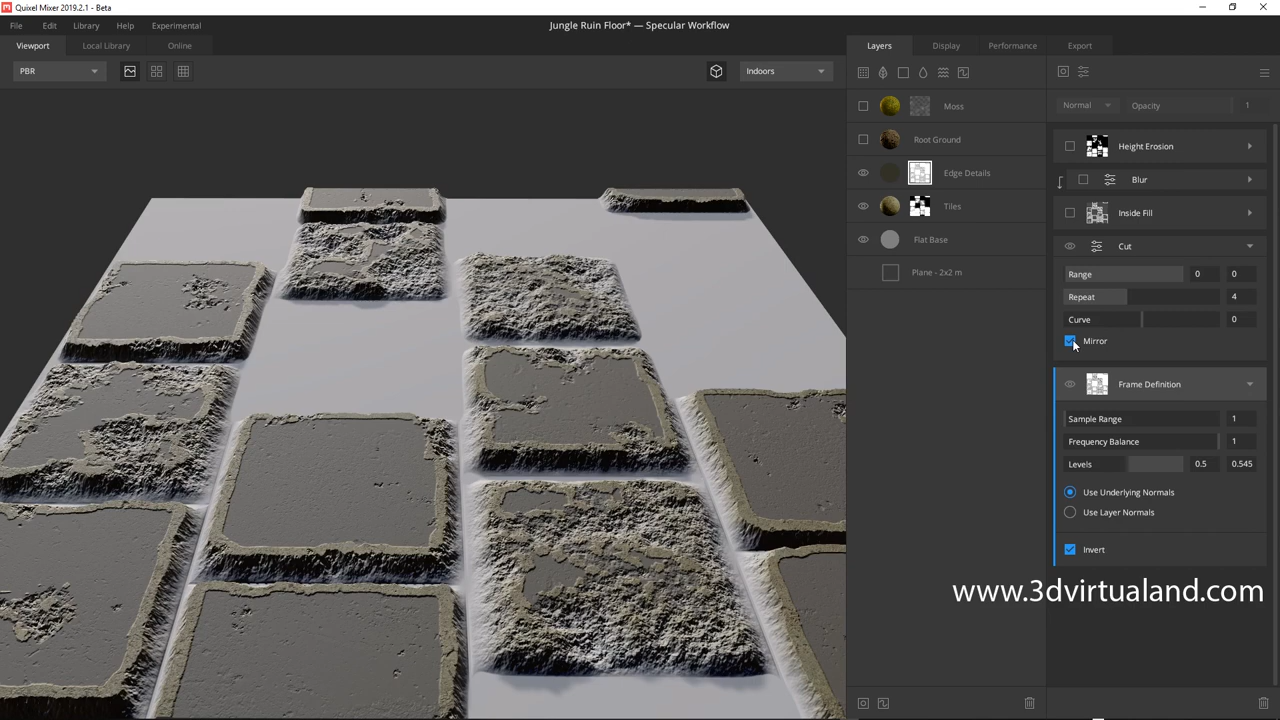 Quixel Mixer 2019.2.1 - Beta
File Edit Library Help Experimental
Jungle Ruin Floor* — Specular Workflow
Viewport Local Library Online
Layers Display Performance Export
PBR
Indoors
Normal Opacity 1
Moss
Root Ground
Edge Details
Tiles
Flat Base
Plane - 2x2 m
Height Erosion
Blur
Inside Fill
Cut
Range 0 0
Repeat 4
Curve 0
Mirror
Frame Definition
Sample Range 1
Frequency Balance 1
Levels 0.5 0.545
Use Underlying Normals
Use Layer Normals
Invert
www.3dvirtualand.com